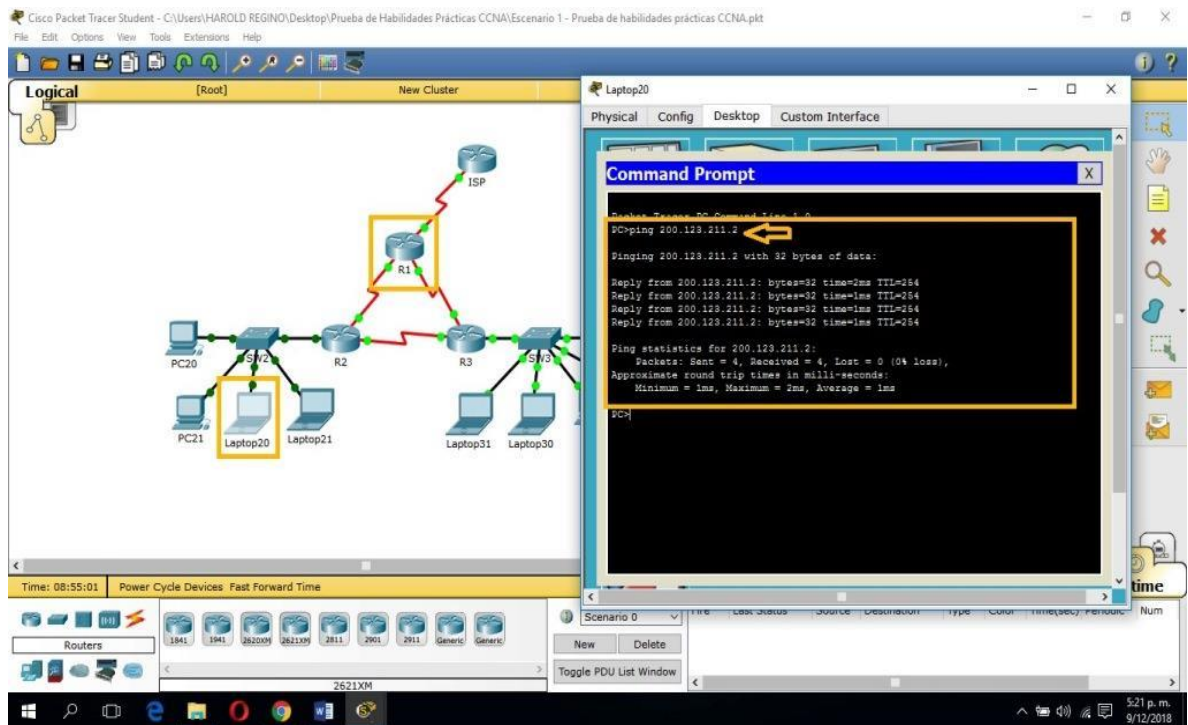 Cisco Packet Tracer Student - C:\Users\HAROLD REGINO\Desktop\Prueba de Habilidades Prácticas CCNA\Escenario 1 - Prueba de habilidades prácticas CCNA.pkt
File Edit Options View Tools Extensions Help
Logical [Root] New Cluster
ISP
R1
PC20
SW2
R2
R3
SW3
PC21
Laptop20
Laptop21
Laptop31
Laptop30
Laptop20
Physical Config Desktop Custom Interface
Command Prompt
X
Packet Tracer PC Command Line 1.0
PC>ping 200.123.211.2
Pinging 200.123.211.2 with 32 bytes of data:
Reply from 200.123.211.2: bytes=32 time=2ms TTL=254
Reply from 200.123.211.2: bytes=32 time=1ms TTL=254
Reply from 200.123.211.2: bytes=32 time=1ms TTL=254
Reply from 200.123.211.2: bytes=32 time=1ms TTL=254
Ping statistics for 200.123.211.2:
Packets: Sent = 4, Received = 4, Lost = 0 (0% loss),
Approximate round trip times in milli-seconds:
Minimum = 1ms, Maximum = 2ms, Average = 1ms
PC>
Time: 08:55:01 Power Cycle Devices Fast Forward Time
time
Routers
1841 1941 2620XM 2621XM 2811 2901 2911 Generic Generic
2621XM
Scenario 0
New Delete
Toggle PDU List Window
Fire Last Status Source Destination Type Color Time(sec) Periodic Num
5:21 p. m.
9/12/2018